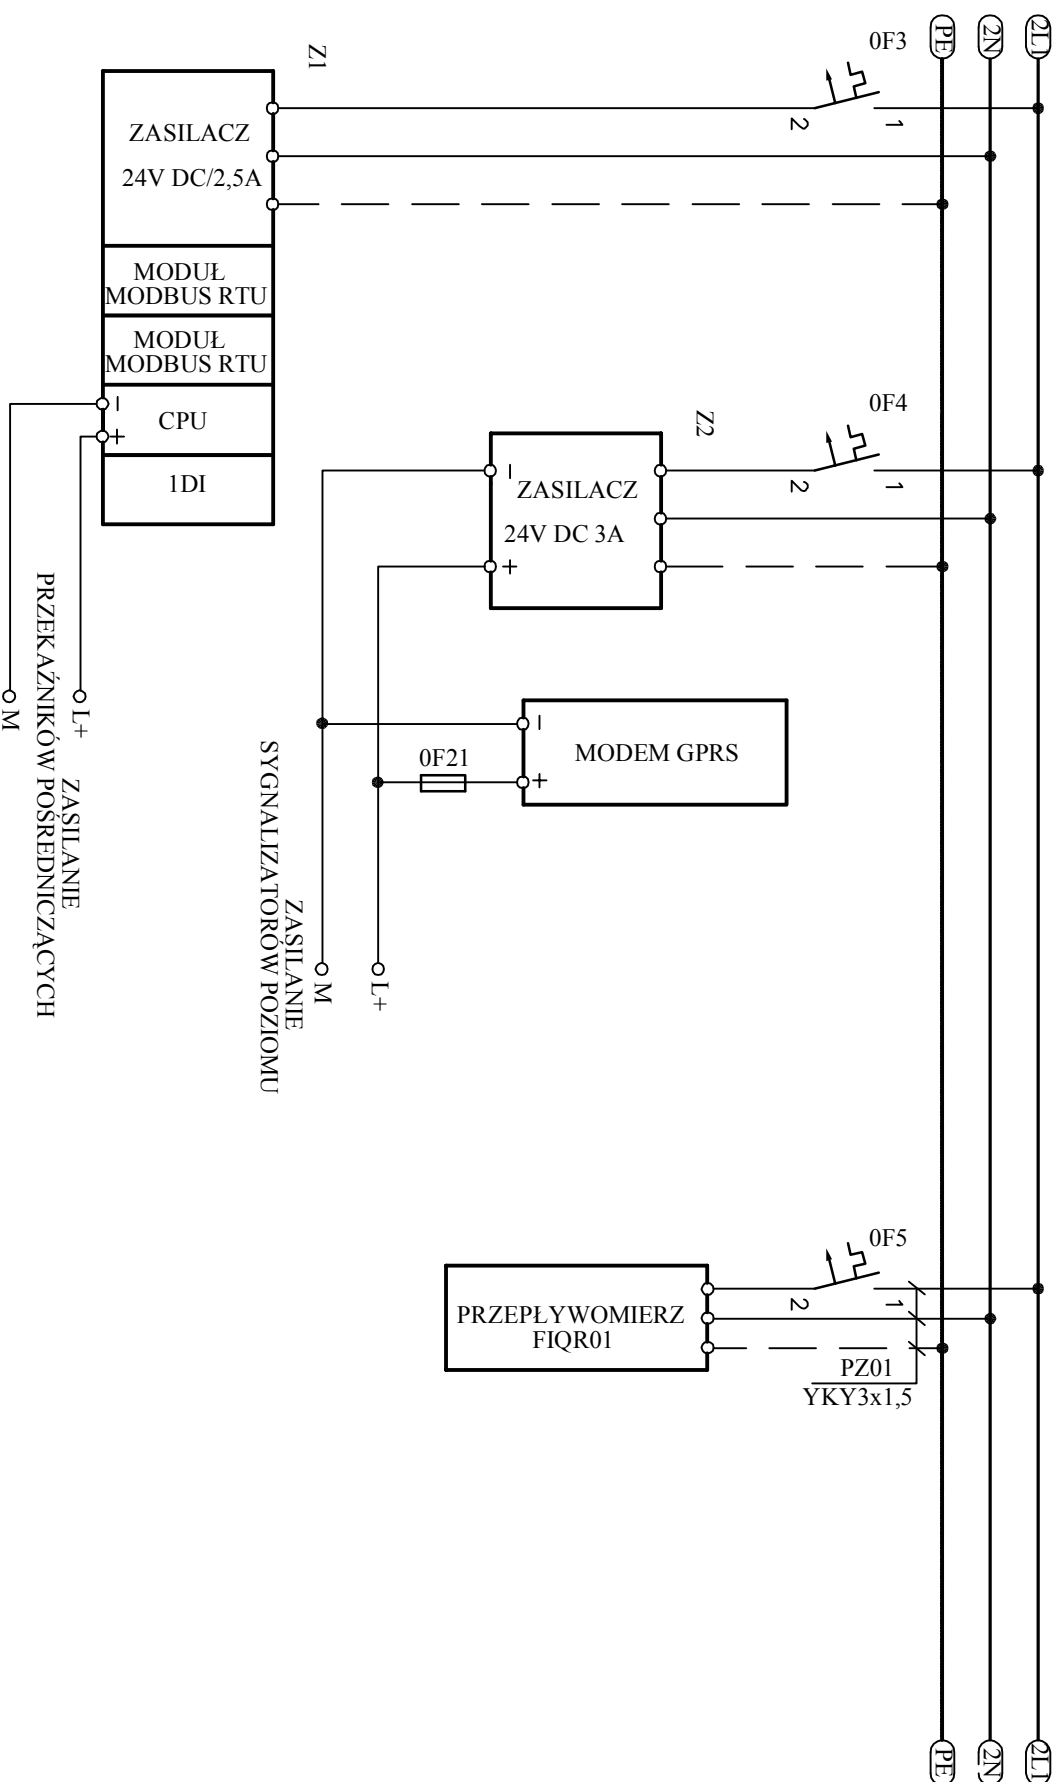 2L1
2N
PE
0F3
1
2
Z1
ZASILACZ
24V DC/2,5A
MODUŁ
MODBUS RTU
MODUŁ
MODBUS RTU
-
CPU
+
1DI
L+
M
ZASILANIE
PRZEKAŹNIKÓW POŚREDNICZĄCYCH
0F4
1
2
Z2
-
ZASILACZ
24V DC 3A
+
-
MODEM GPRS
+
0F21
L+
M
ZASILANIE
SYGNALIZATORÓW POZIOMU
0F5
1
2
PRZEPŁYWOMIERZ
FIQR01
PZ01
YKY3x1,5
2L1
2N
PE